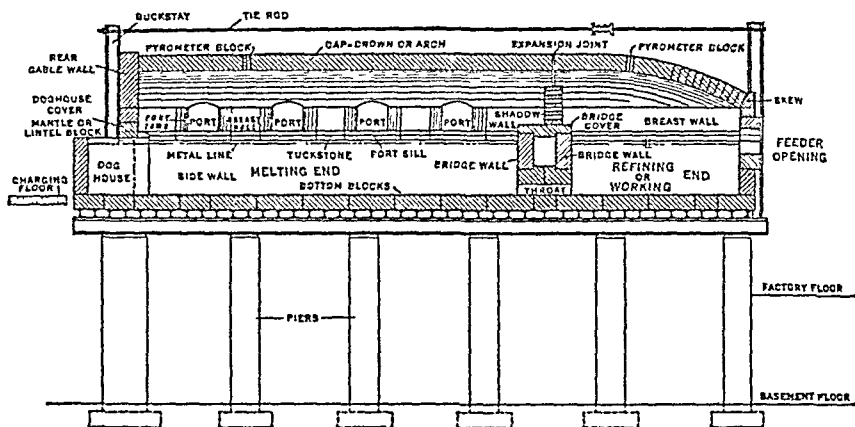 BUCKSTAY
TIE ROD
REAR
GABLE WALL
PYROMETER BLOCK
CAP-CROWN OR ARCH
EXPANSION JOINT
PYROMETER BLOCK
DOGHOUSE
COVER
MANTLE OR
LINTEL BLOCK
PORT
JAMB
PORT
BREAST
WALL
PORT
PORT
PORT
SHADOW
WALL
BRIDGE
COVER
BREAST WALL
SKEW
FEEDER
OPENING
METAL LINE
TUCKSTONE
PORT SILL
BRIDGE WALL
BRIDGE WALL
DOG
HOUSE
SIDE WALL
MELTING END
BOTTOM BLOCKS
THROAT
REFINING
OR
WORKING
END
CHARGING
FLOOR
PIERS
FACTORY FLOOR
BASEMENT FLOOR